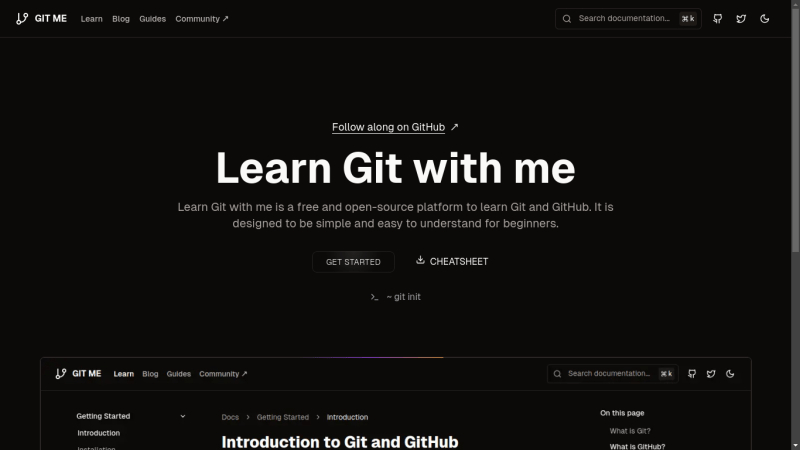 GIT ME Learn Blog Guides Community ↗ Search documentation... ⌘ k
Follow along on GitHub ↗
Learn Git with me
Learn Git with me is a free and open-source platform to learn Git and GitHub. It is
designed to be simple and easy to understand for beginners.
GET STARTED CHEATSHEET
~ git init
GIT ME Learn Blog Guides Community ↗ Search documentation... ⌘ k
Getting Started
Introduction
Installation
Docs > Getting Started > Introduction
Introduction to Git and GitHub
On this page
What is Git?
What is GitHub?